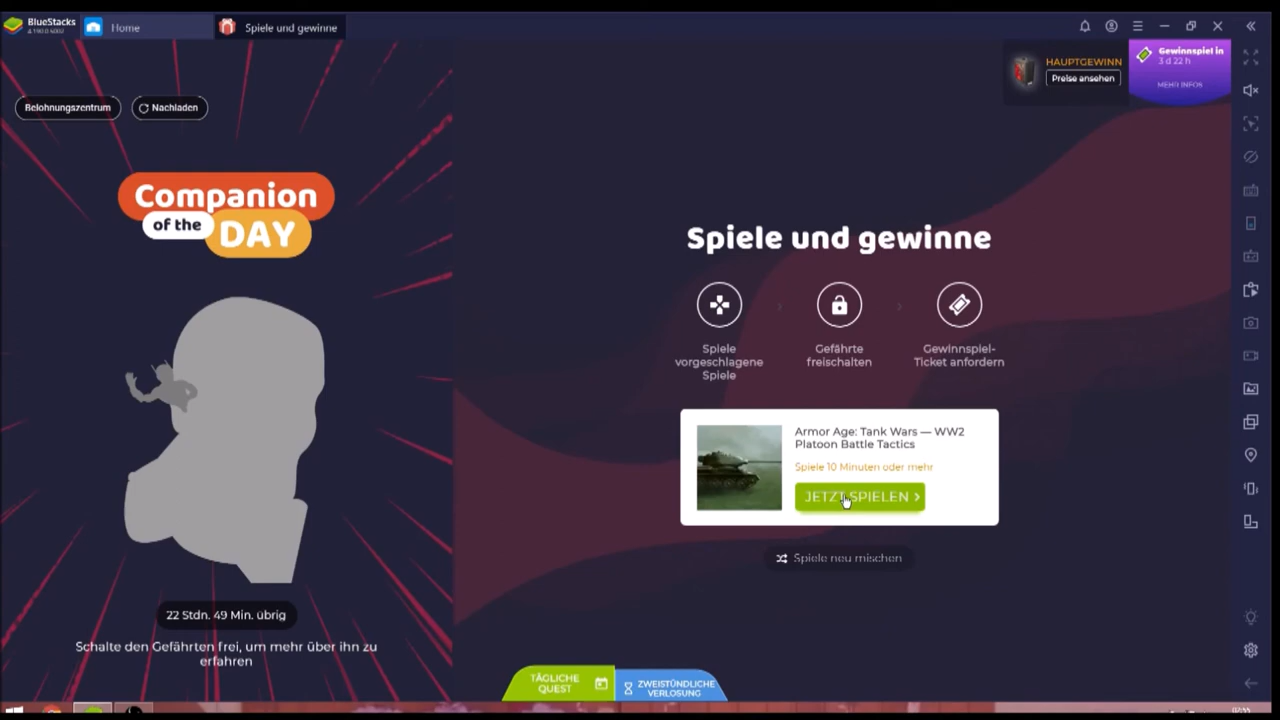 BlueStacks
Home
Spiele und gewinne
HAUPTGEWINN
Preise ansehen
Gewinnspiel in
3 d 22 h
MEHR INFOS
Belohnungszentrum
Nachladen
Companion
of the
DAY
22 Stdn. 49 Min. übrig
Schalte den Gefährten frei, um mehr über ihn zu
erfahren
Spiele und gewinne
Spiele
vorgeschlagene
Spiele
Gefährte
freischalten
Gewinnspiel-
Ticket anfordern
Armor Age: Tank Wars — WW2
Platoon Battle Tactics
Spiele 10 Minuten oder mehr
JETZT SPIELEN
Spiele neu mischen
TÄGLICHE
QUEST
ZWEISTÜNDLICHE
VERLOSUNG